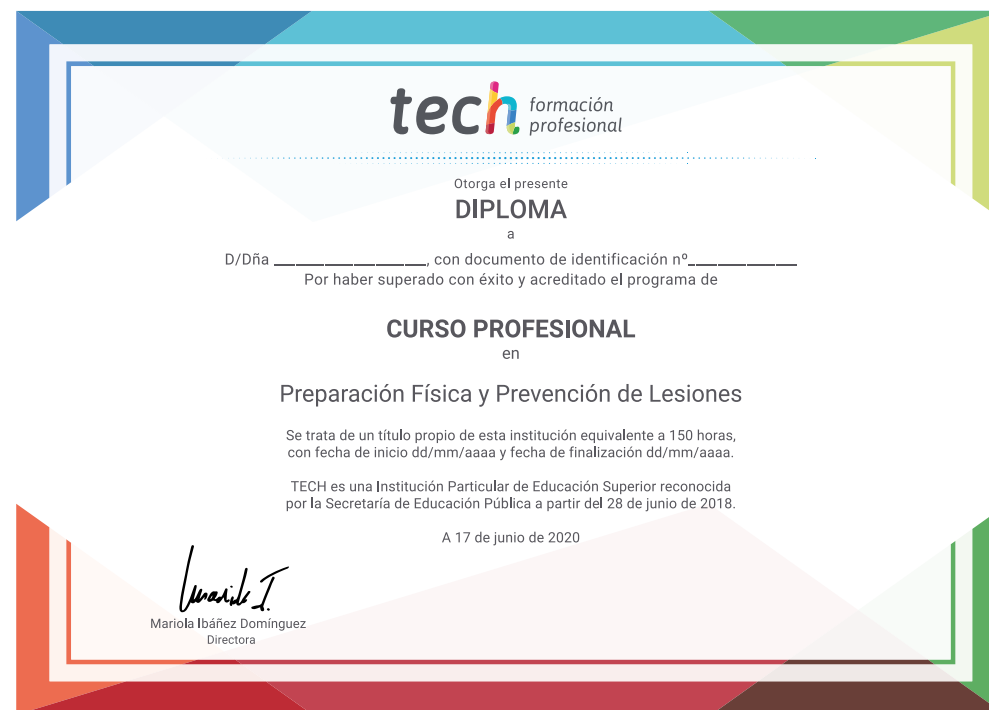 tech formación
profesional
Otorga el presente
DIPLOMA
a
D/Dña _______________, con documento de identificación nº___________
Por haber superado con éxito y acreditado el programa de
CURSO PROFESIONAL
en
Preparación Física y Prevención de Lesiones
Se trata de un título propio de esta institución equivalente a 150 horas,
con fecha de inicio dd/mm/aaaa y fecha de finalización dd/mm/aaaa.
TECH es una Institución Particular de Educación Superior reconocida
por la Secretaría de Educación Pública a partir del 28 de junio de 2018.
A 17 de junio de 2020
Mariola Ibáñez Domínguez
Directora